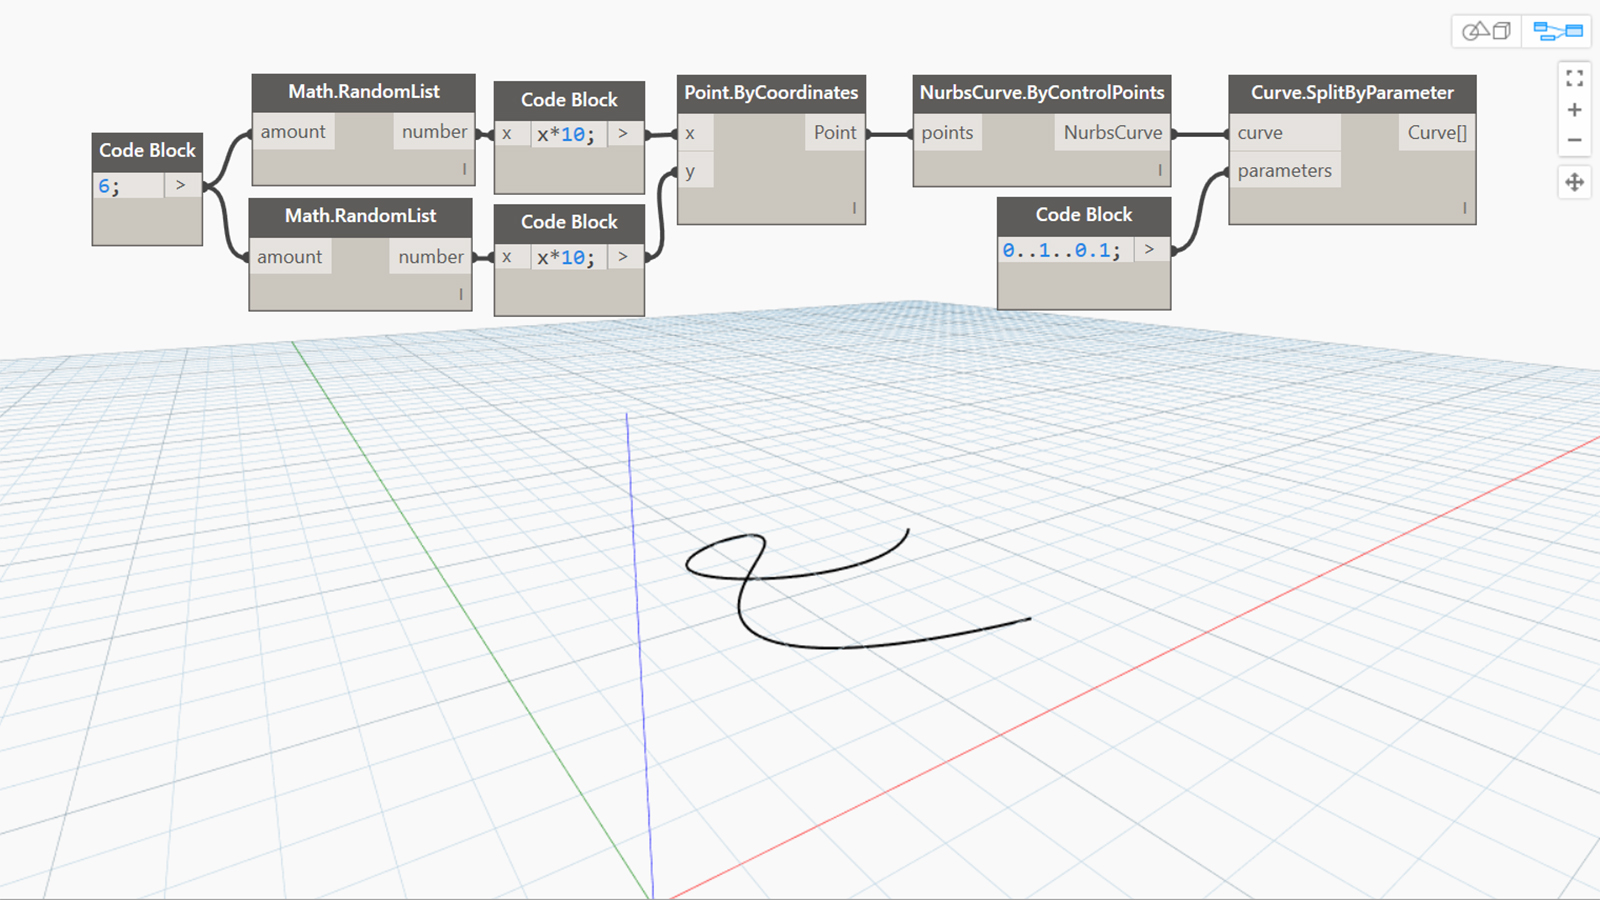 Code Block
6; >
Math.RandomList
amount number
Math.RandomList
amount number
Code Block
x x*10; >
Code Block
x x*10; >
Point.ByCoordinates
x Point
y
NurbsCurve.ByControlPoints
points NurbsCurve
Code Block
0..1..0.1; >
Curve.SplitByParameter
curve Curve[]
parameters